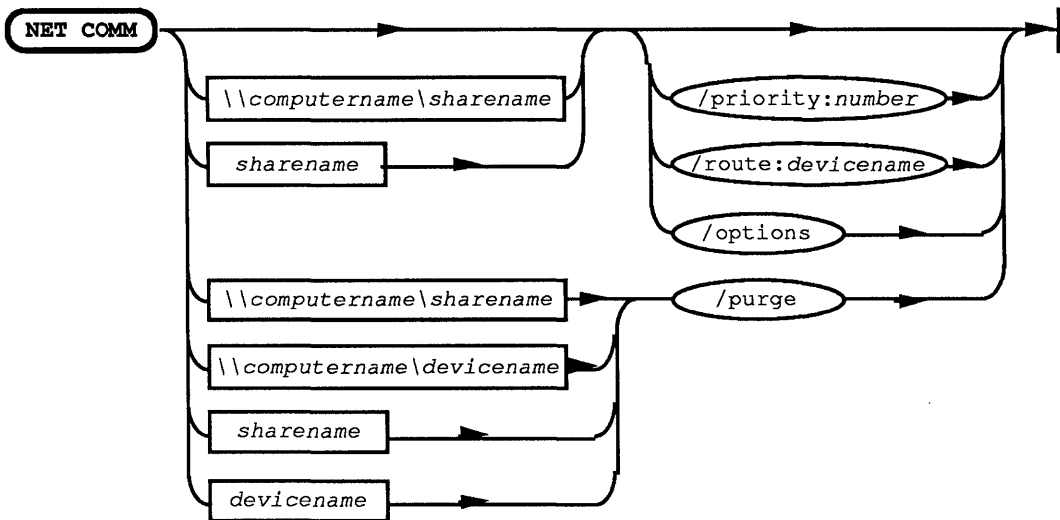 NET COMM
\\computername\sharename
/priority:number
sharename
/route:devicename
/options
\\computername\sharename
/purge
\\computername\devicename
sharename
devicename